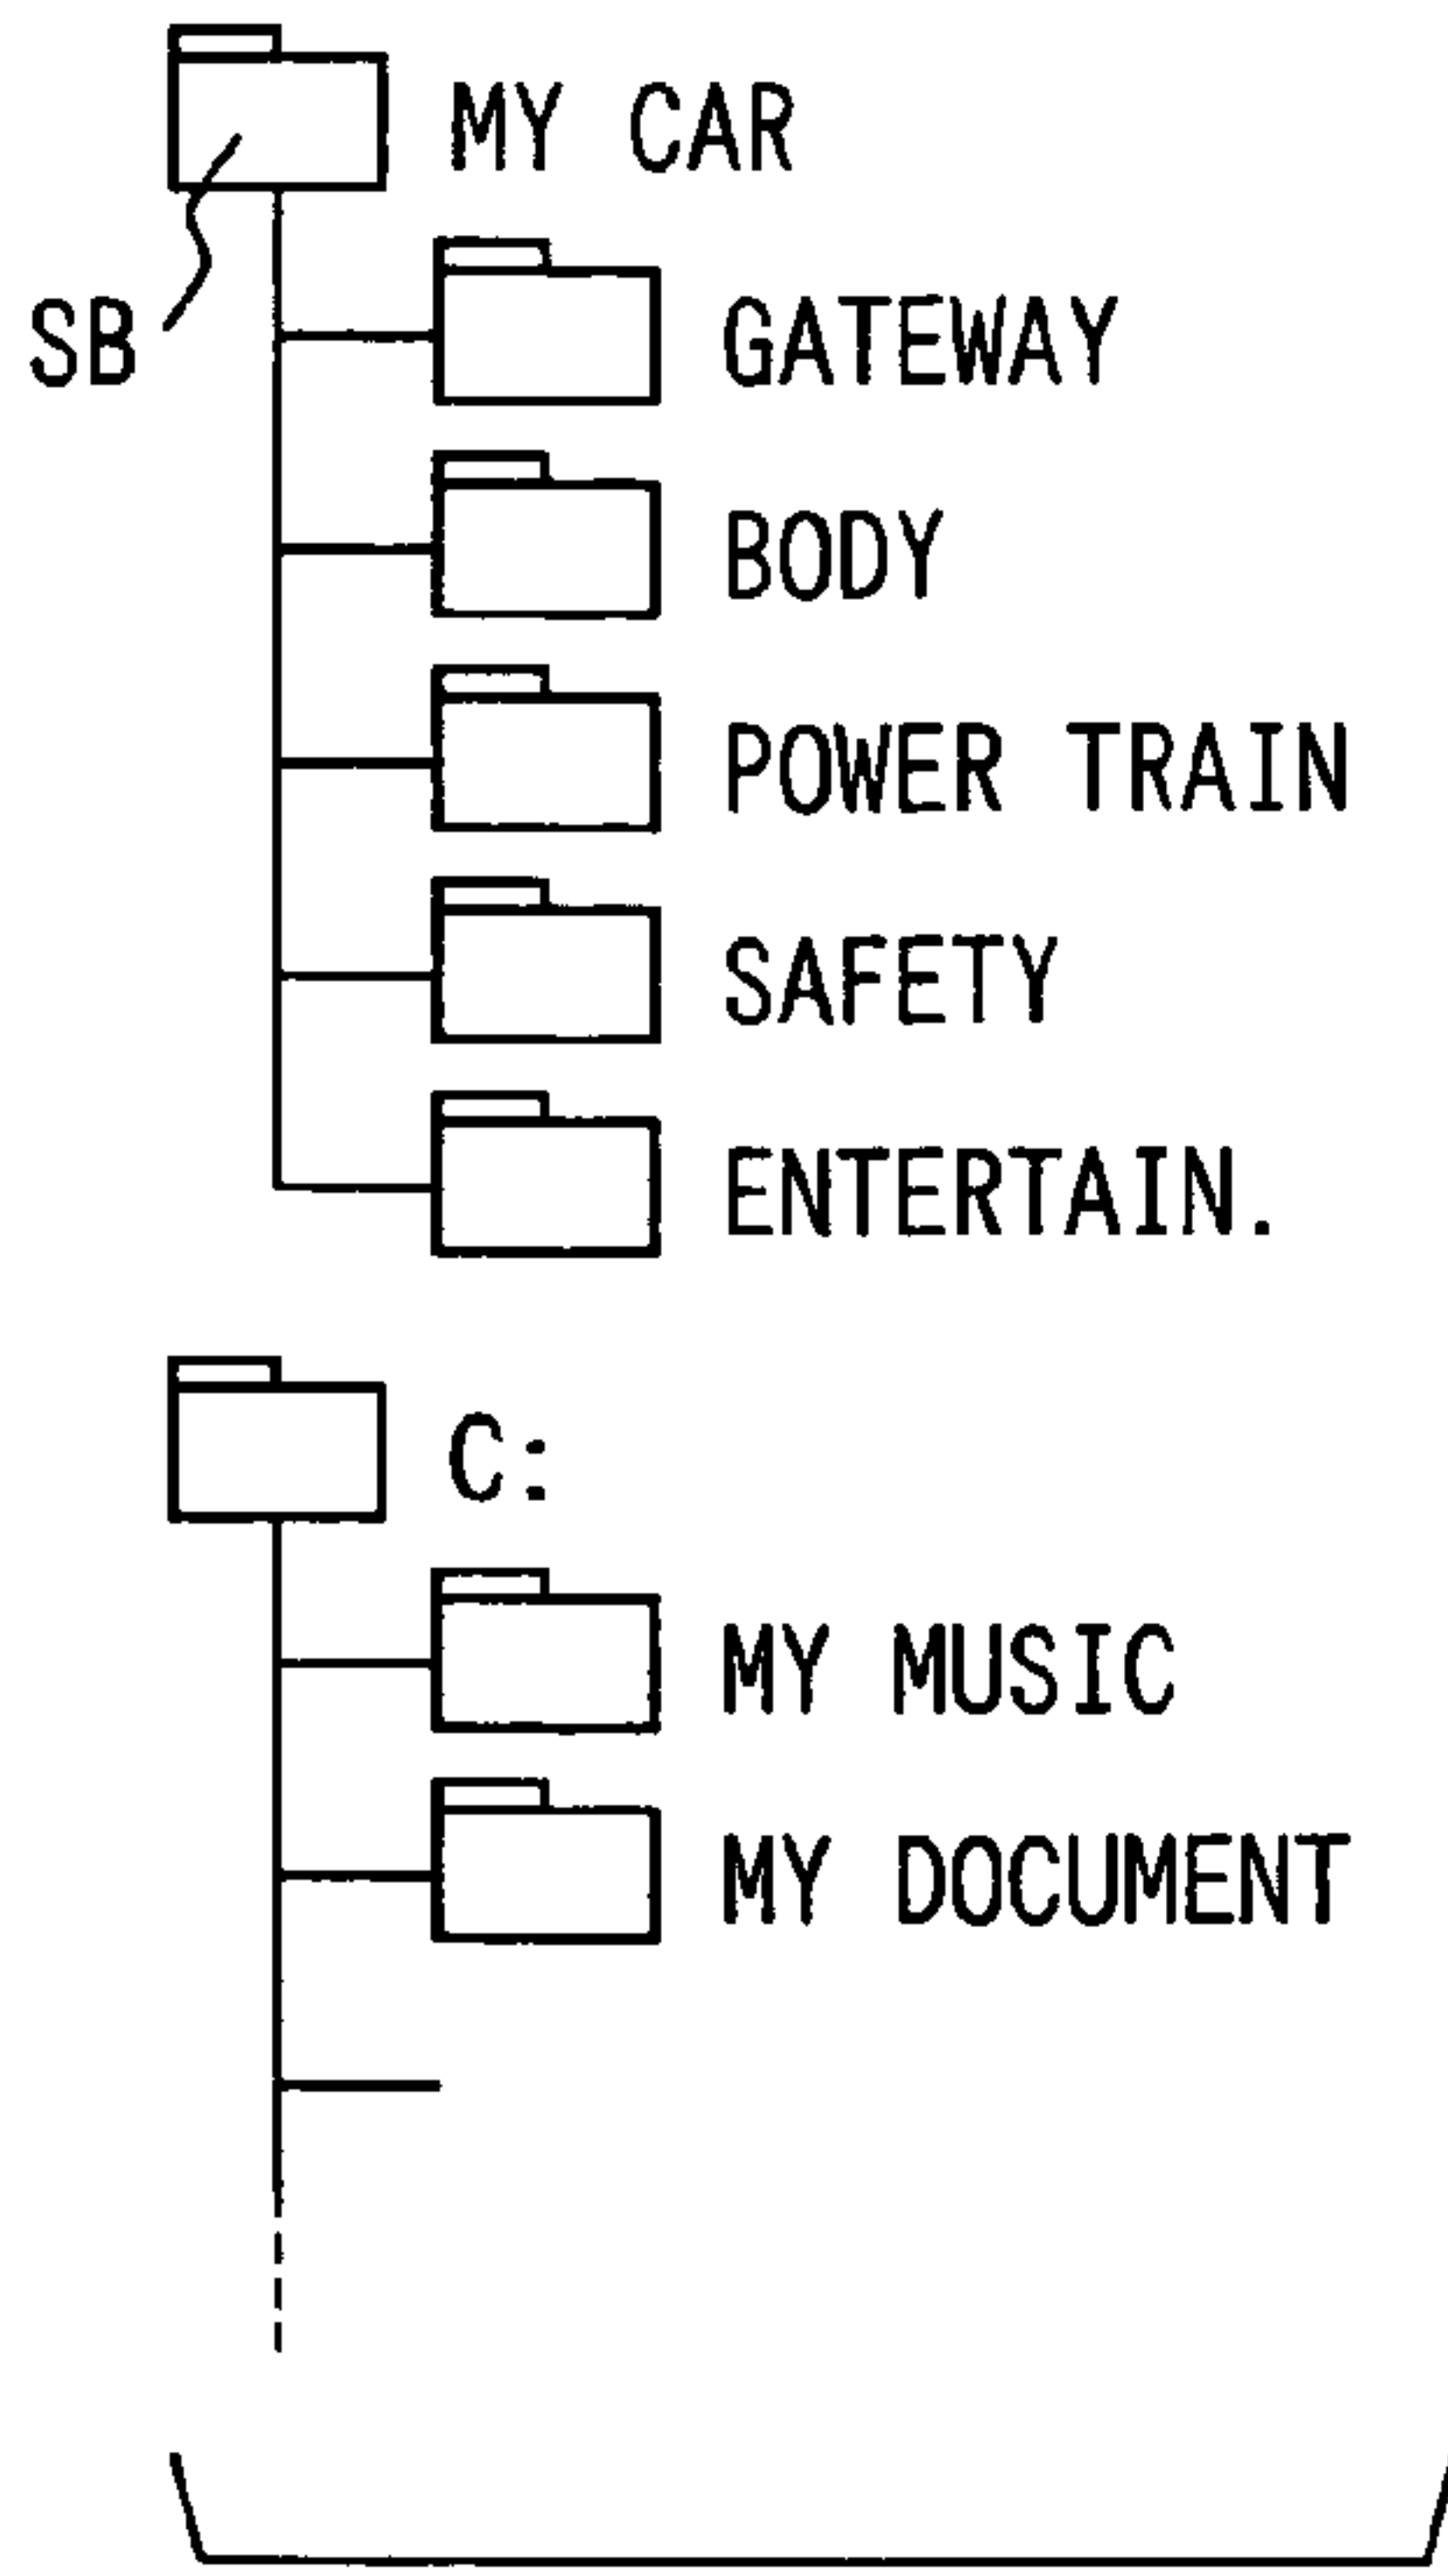 MY CAR
SB
GATEWAY
BODY
POWER TRAIN
SAFETY
ENTERTAIN.
C:
MY MUSIC
MY DOCUMENT